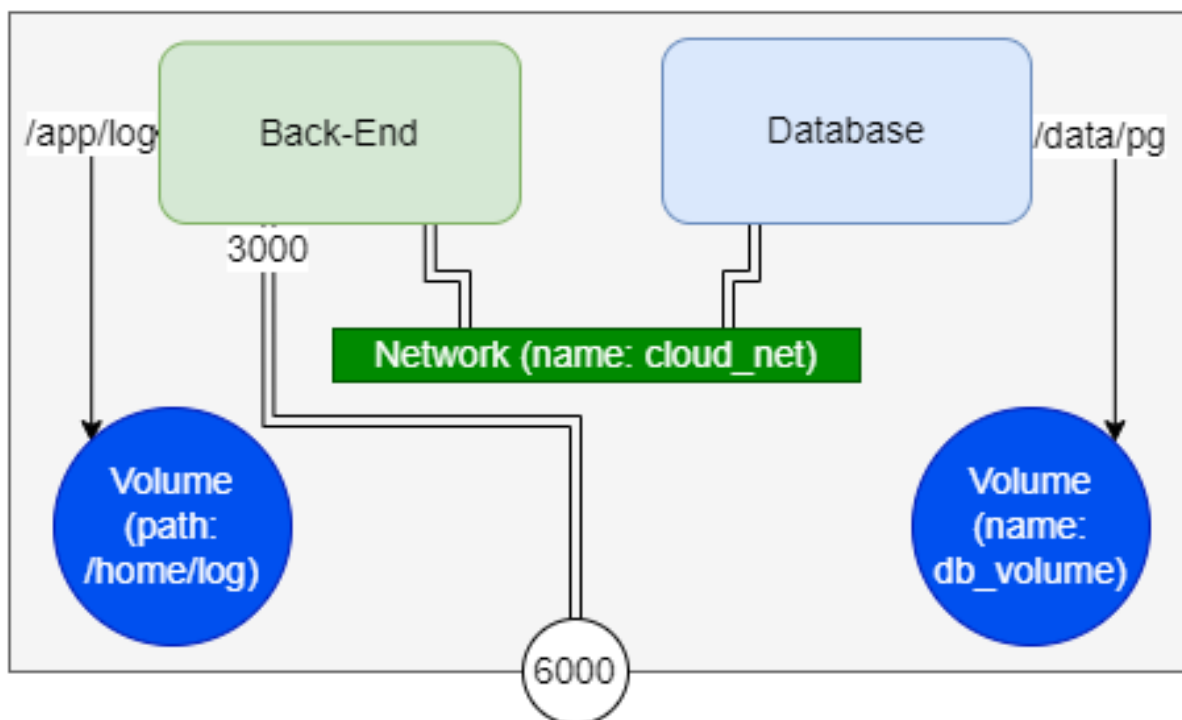 Back-End
Database
/app/log
/data/pg
3000
Network (name: cloud_net)
Volume
(path:
/home/log)
Volume
(name:
db_volume)
6000